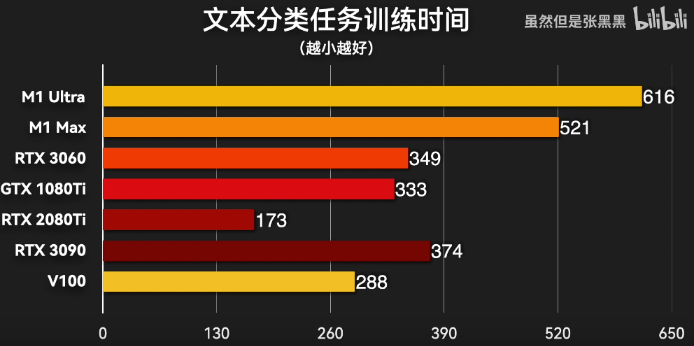 文本分类任务训练时间
（越小越好）
虽然但是张黑黑 bilibili
M1 Ultra 616
M1 Max 521
RTX 3060 349
GTX 1080Ti 333
RTX 2080Ti 173
RTX 3090 374
V100 288
0 130 260 390 520 650